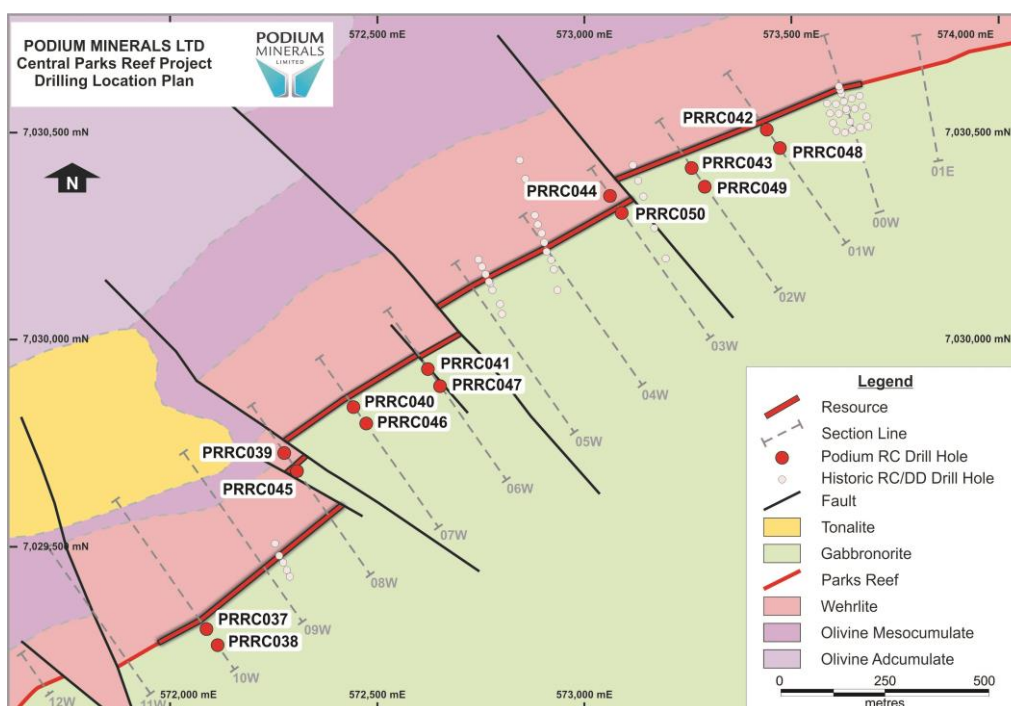 PODIUM MINERALS LTD
Central Parks Reef Project
Drilling Location Plan
PODIUM
MINERALS
LIMITED
572,500 mE
573,000 mE
573,500 mE
574,000 mE
7,030,500 mN
7,030,500 mN
N
PRRC042
PRRC048
PRRC043
PRRC049
PRRC044
PRRC050
01E
00W
01W
02W
03W
7,030,000 mN
7,030,000 mN
PRRC041
PRRC047
PRRC040
PRRC046
04W
05W
PRRC039
PRRC045
06W
07W
7,029,500 mN
08W
09W
PRRC037
PRRC038
10W
11W
12W
572,000 mE
572,500 mE
573,000 mE
Legend
Resource
Section Line
Podium RC Drill Hole
Historic RC/DD Drill Hole
Fault
Tonalite
Gabbronorite
Parks Reef
Wehrlite
Olivine Mesocumulate
Olivine Adcumulate
0 250 500
metres